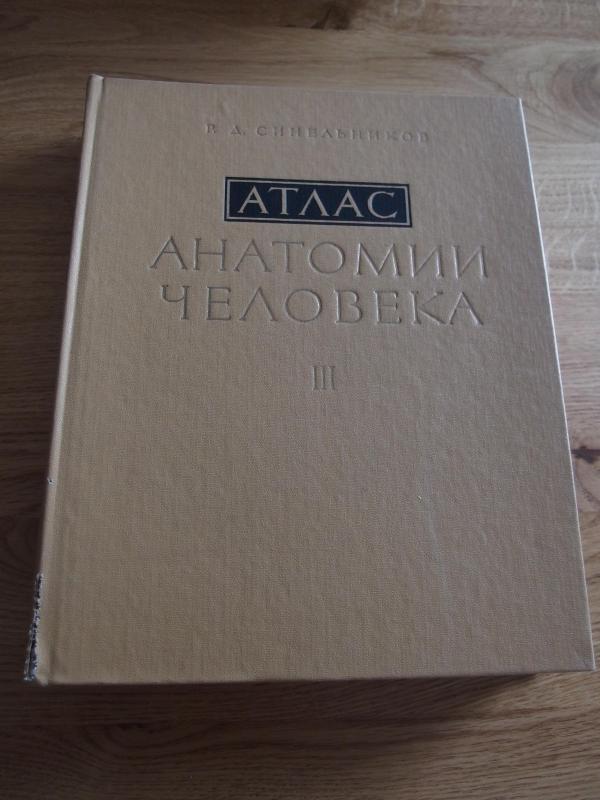 Р. Д. СИНЕЛЬНИКОВ
АТЛАС
АНАТОМИИ
ЧЕЛОВЕКА
III